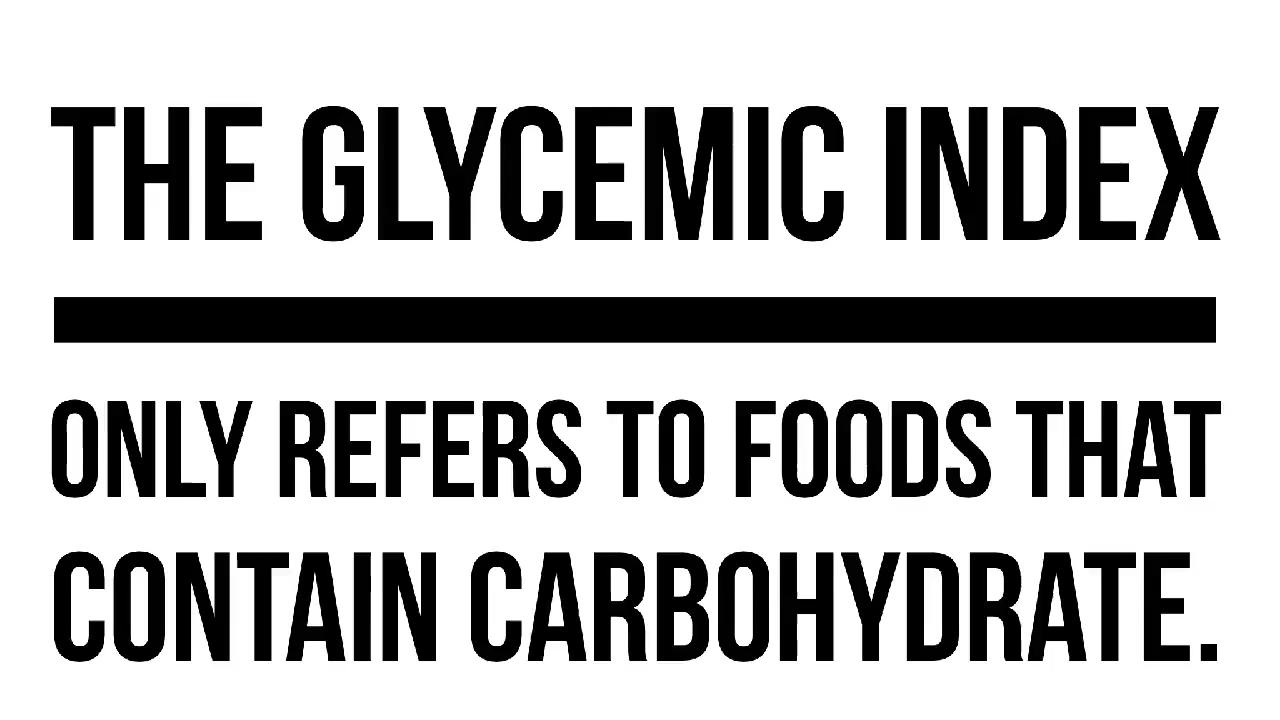 THE GLYCEMIC INDEX
ONLY REFERS TO FOODS THAT
CONTAIN CARBOHYDRATE.